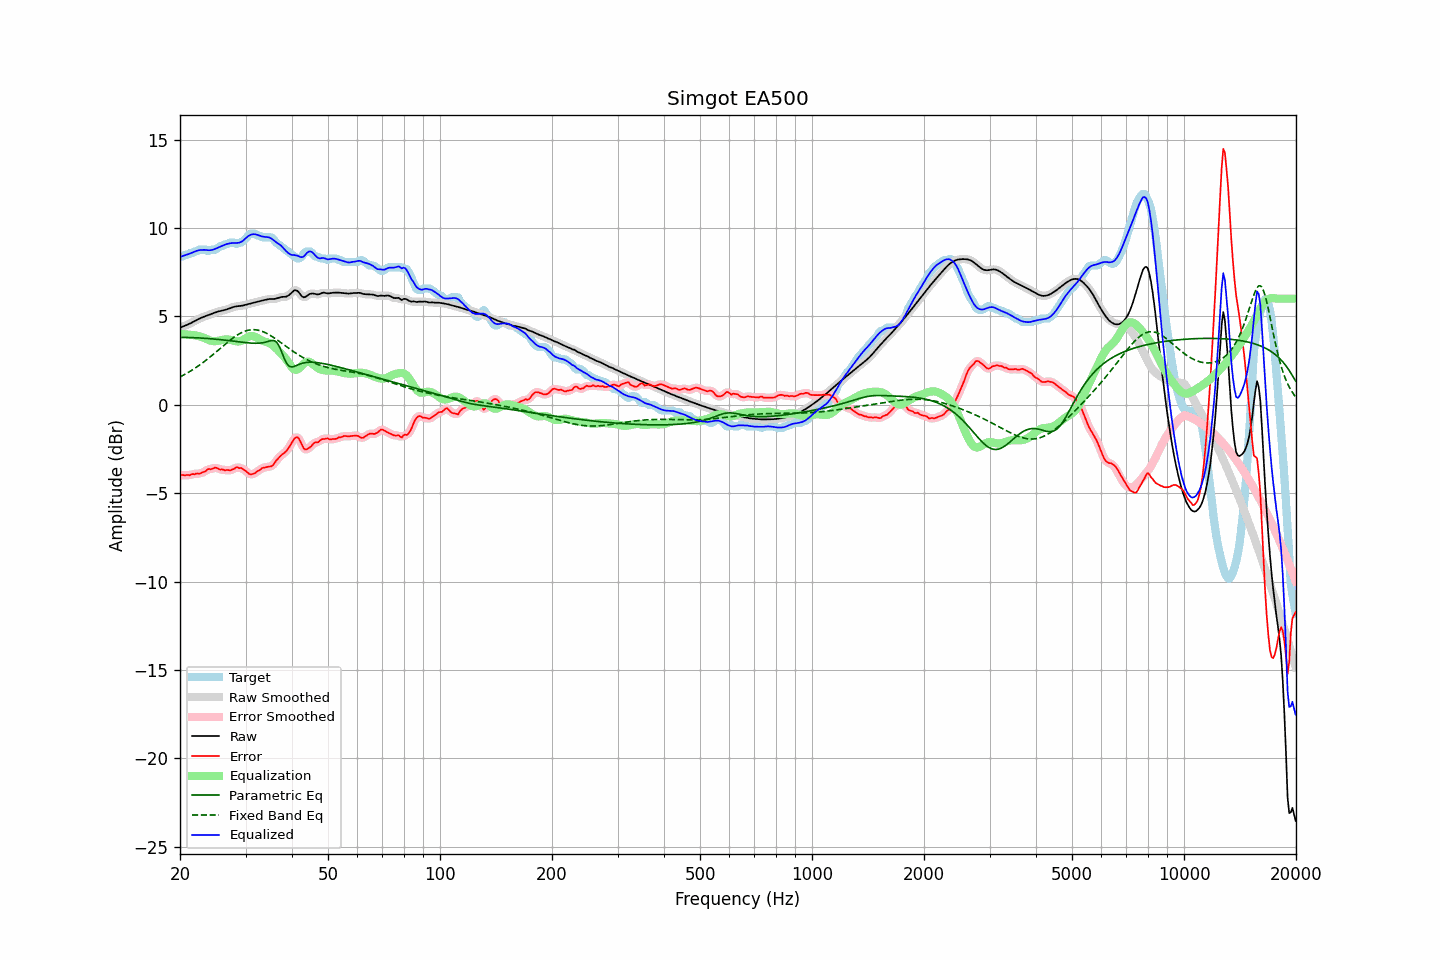 Simgot EA500
15
10
5
0
−5
−10
−15
−20
−25
Amplitude (dBr)
Target
Raw Smoothed
Error Smoothed
Raw
Error
Equalization
Parametric Eq
Fixed Band Eq
Equalized
20 50 100 200 500 1000 2000 5000 10000 20000
Frequency (Hz)